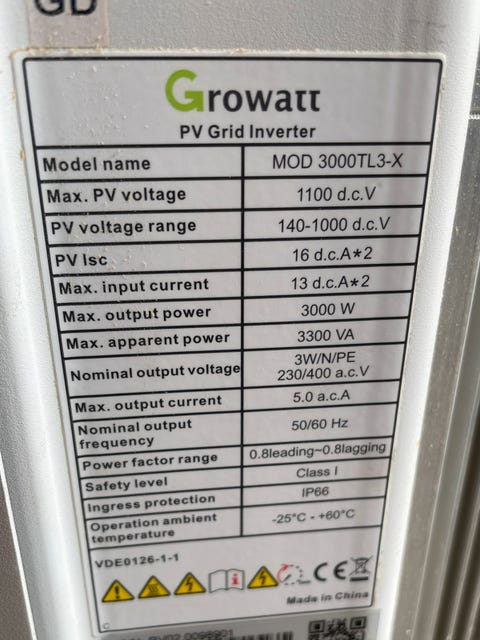 GD
Growatt
PV Grid Inverter
Model name MOD 3000TL3-X
Max. PV voltage 1100 d.c.V
PV voltage range 140-1000 d.c.V
PV Isc 16 d.c.A*2
Max. input current 13 d.c.A*2
Max. output power 3000 W
Max. apparent power 3300 VA
Nominal output voltage 3W/N/PE
230/400 a.c.V
Max. output current 5.0 a.c.A
Nominal output
frequency 50/60 Hz
Power factor range 0.8leading~0.8lagging
Safety level Class I
Ingress protection IP66
Operation ambient
temperature -25°C - +60°C
VDE0126-1-1
CE
Made in China
C